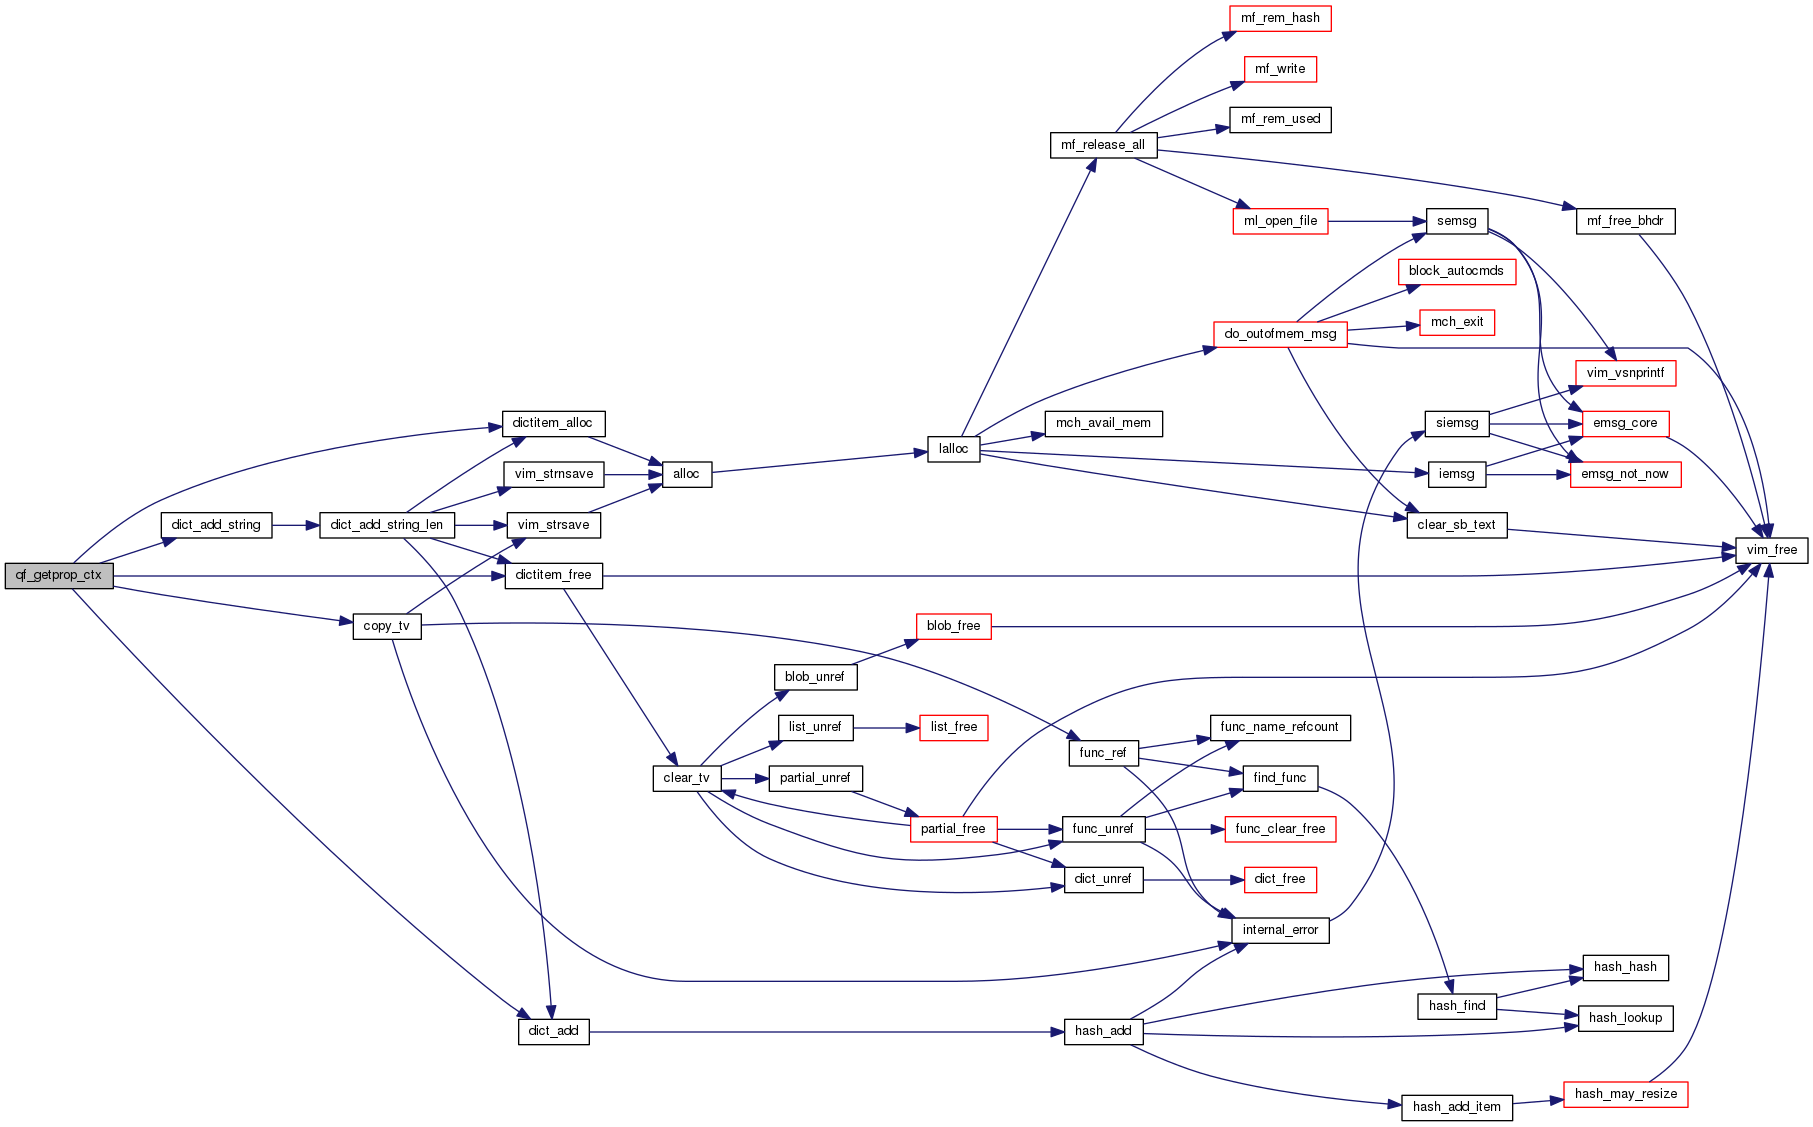 mf_rem_hash
mf_write
mf_rem_used
mf_release_all
ml_open_file
semsg
mf_free_bhdr
block_autocmds
mch_exit
do_outofmem_msg
vim_vsnprintf
dictitem_alloc
mch_avail_mem
siemsg
emsg_core
lalloc
vim_strnsave
alloc
iemsg
emsg_not_now
dict_add_string
dict_add_string_len
vim_strsave
clear_sb_text
vim_free
qf_getprop_ctx
dictitem_free
copy_tv
blob_free
blob_unref
list_unref
list_free
func_name_refcount
func_ref
clear_tv
partial_unref
find_func
partial_free
func_unref
func_clear_free
dict_unref
dict_free
internal_error
hash_hash
hash_find
hash_lookup
dict_add
hash_add
hash_may_resize
hash_add_item